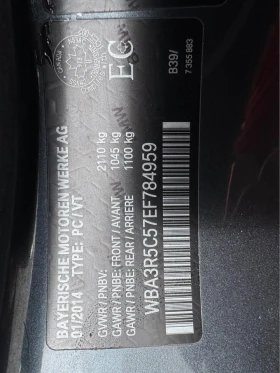 BAYERISCHE MOTOREN WERKE AG
01/2014 TYPE: PC/VT
GVWR / PNBV: 2110 kg
GAWR / PNBE: FRONT / AVANT 1045 kg
GAWR / PNBE: REAR / ARRIERE 1100 kg
WBA3R5C57EF784959
EC
B39/
7 355 883